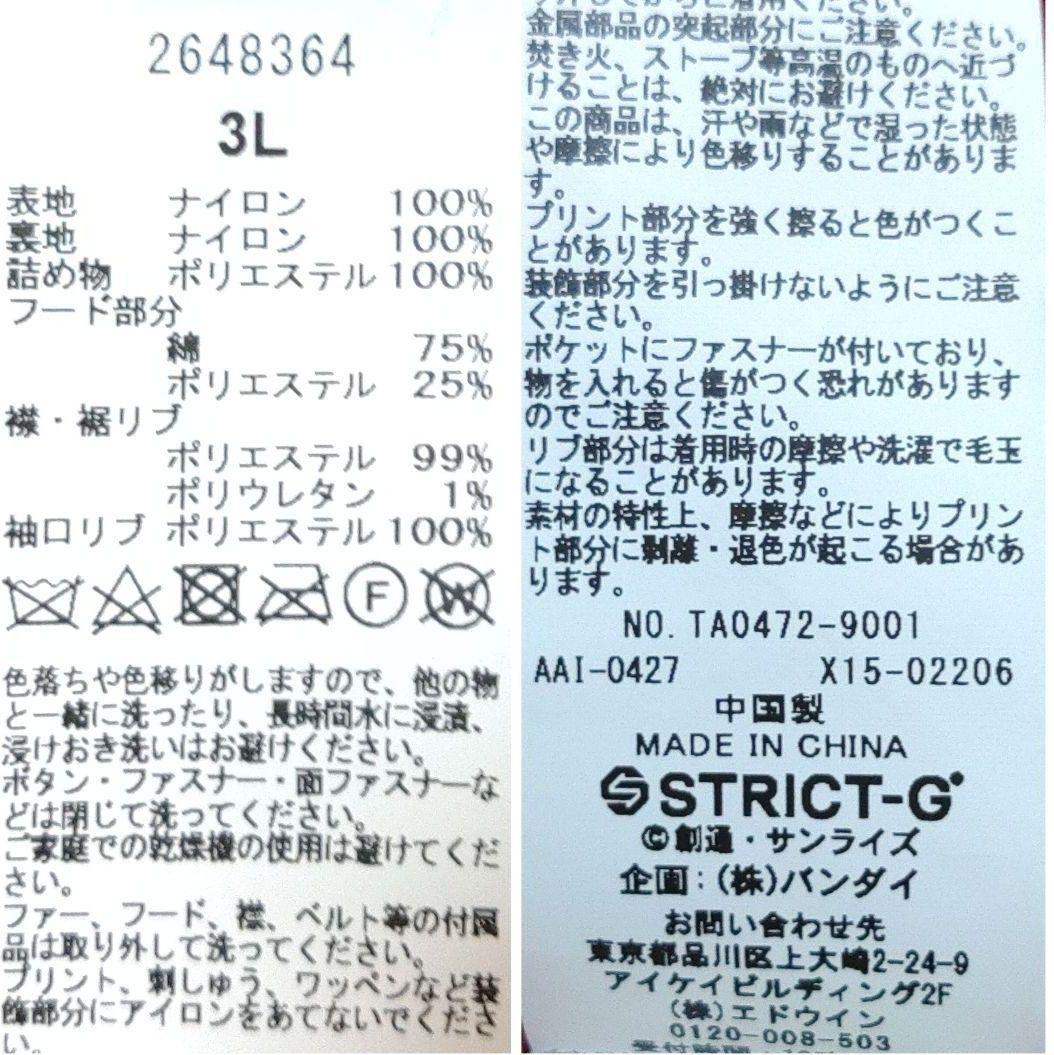 2648364
3L
表地 ナイロン 100%
裏地 ナイロン 100%
詰め物 ポリエステル 100%
フード部分
綿 75%
ポリエステル 25%
襟・裾リブ
ポリエステル 99%
ポリウレタン 1%
袖口リブ ポリエステル 100%
F W
色落ちや色移りがしますので、他の物
と一緒に洗ったり、長時間水に浸漬、
浸けおき洗いはお避けください。
ボタン・ファスナー・面ファスナーな
どは閉じて洗ってください。
ご家庭での乾燥機の使用は避けてくだ
さい。
ファー、フード、襟、ベルト等の付属
品は取り外して洗ってください。
プリント、刺しゅう、ワッペンなど装
飾部分にアイロンをあてないでくださ
い。
金属部品の突起部分にご注意ください。
焚き火、ストーブ等高温のものへ近づ
けることは、絶対にお避けください。
この商品は、汗や雨などで湿った状態
や摩擦により色移りすることがありま
す。
プリント部分を強く擦ると色がつくこ
とがあります。
装飾部分を引っ掛けないようにご注意
ください。
ポケットにファスナーが付いており、
物を入れると傷がつく恐れがあります
のでご注意ください。
リブ部分は着用時の摩擦や洗濯で毛玉
になることがあります。
素材の特性上、摩擦などによりプリン
ト部分に剥離・退色が起こる場合があ
ります。
NO. TA0472-9001
AAI-0427 X15-02206
中国製
MADE IN CHINA
STRICT-G
©創通・サンライズ
企画：(株)バンダイ
お問い合わせ先
東京都品川区上大崎2-24-9
アイケイビルディング2F
(株)エドウイン
0120-008-503
受付時間